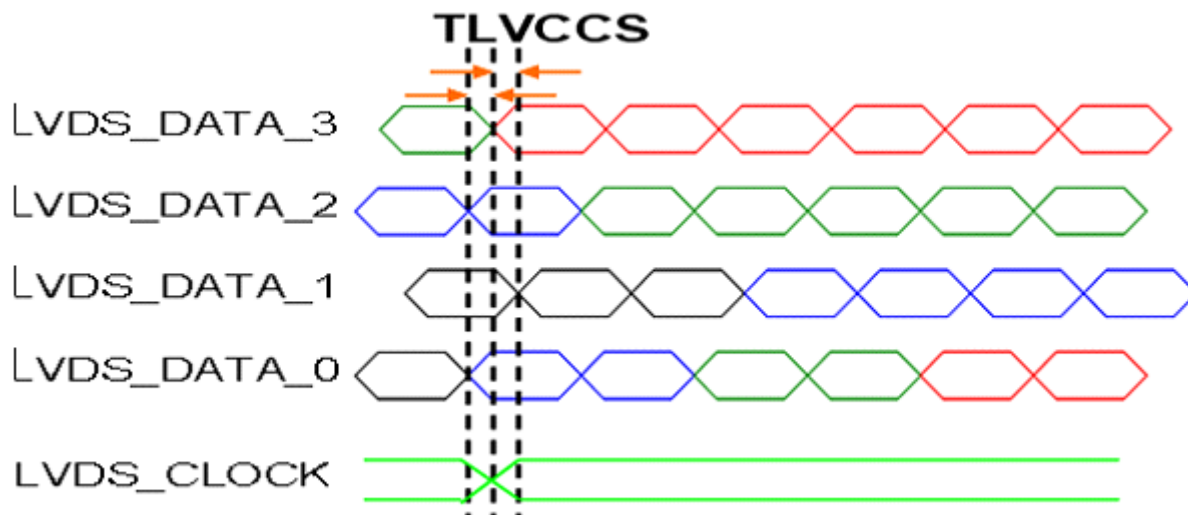 TLVCCS
LVDS_DATA_3
LVDS_DATA_2
LVDS_DATA_1
LVDS_DATA_0
LVDS_CLOCK